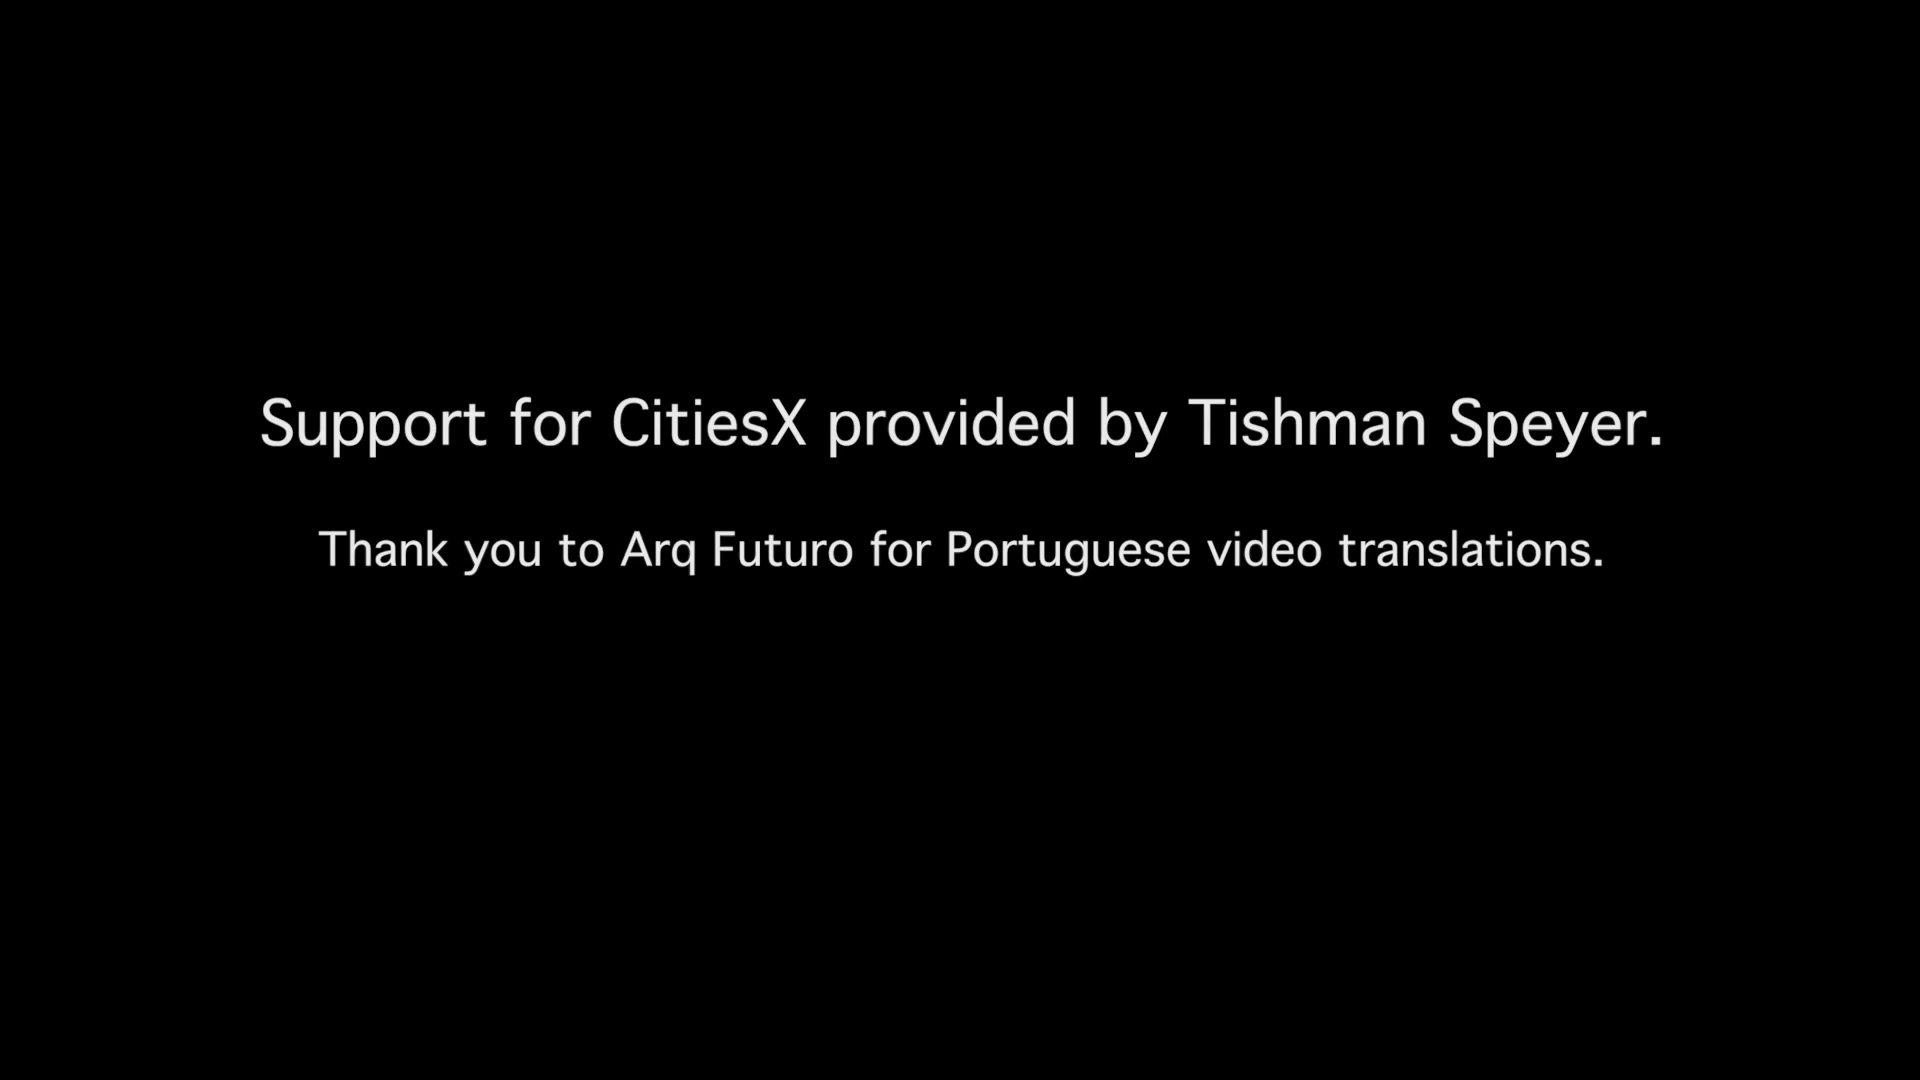 Support for CitiesX provided by Tishman Speyer.
Thank you to Arq Futuro for Portuguese video translations.